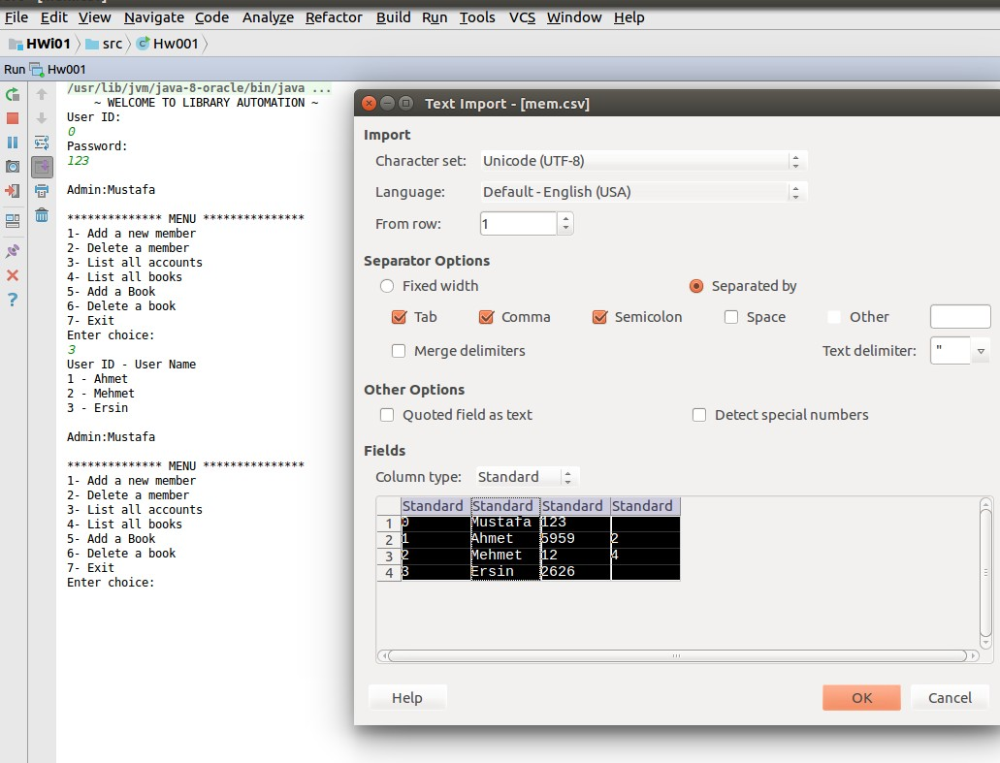 File Edit View Navigate Code Analyze Refactor Build Run Tools VCS Window Help
HWi01 src Hw001
Run Hw001
/usr/lib/jvm/java-8-oracle/bin/java ...
~ WELCOME TO LIBRARY AUTOMATION ~
User ID:
0
Password:
123
Admin:Mustafa
************** MENU ***************
1- Add a new member
2- Delete a member
3- List all accounts
4- List all books
5- Add a Book
6- Delete a book
7- Exit
Enter choice:
3
User ID - User Name
1 - Ahmet
2 - Mehmet
3 - Ersin
Admin:Mustafa
************** MENU ***************
1- Add a new member
2- Delete a member
3- List all accounts
4- List all books
5- Add a Book
6- Delete a book
7- Exit
Enter choice:
Text Import - [mem.csv]
Import
Character set: Unicode (UTF-8)
Language: Default - English (USA)
From row: 1
Separator Options
Fixed width Separated by
Tab Comma Semicolon Space Other
Merge delimiters Text delimiter: "
Other Options
Quoted field as text Detect special numbers
Fields
Column type: Standard
Standard Standard Standard Standard
1 0 Mustafa 123
2 1 Ahmet 5959 2
3 2 Mehmet 12 4
4 3 Ersin 2626
Help OK Cancel